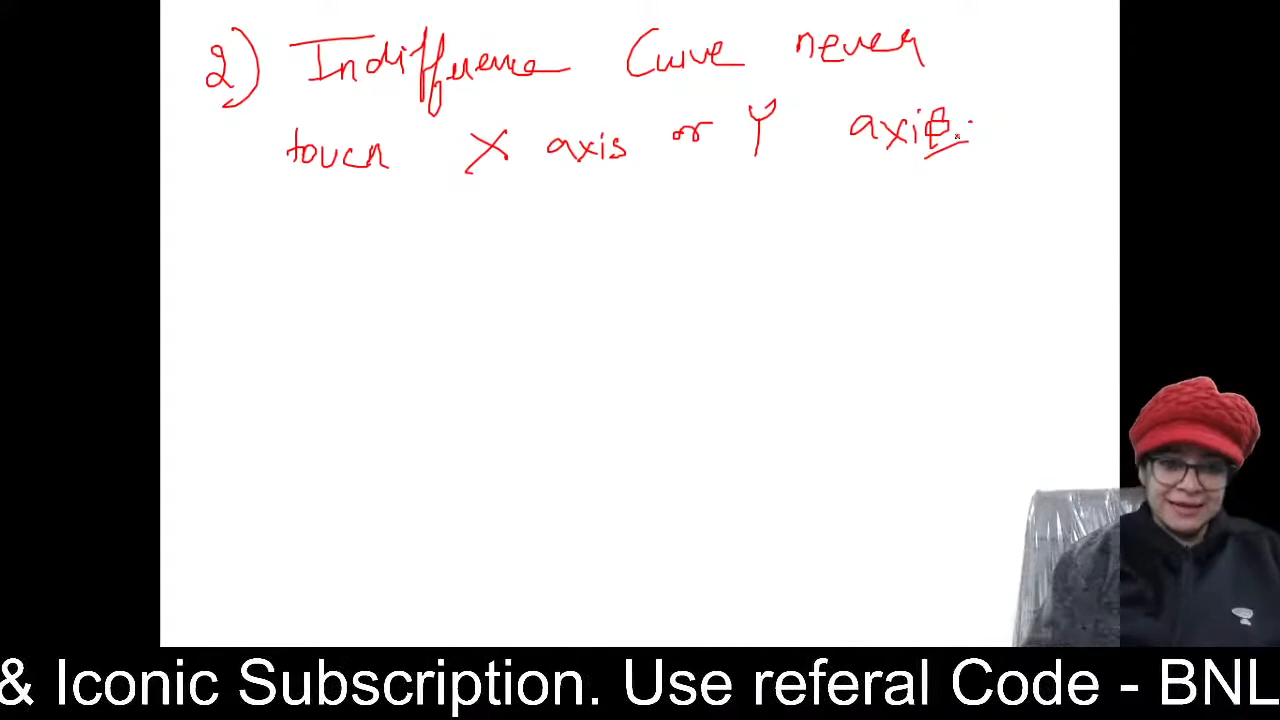 2) Indifference Curve never
touch X axis or Y axis.
& Iconic Subscription. Use referal Code - BNL